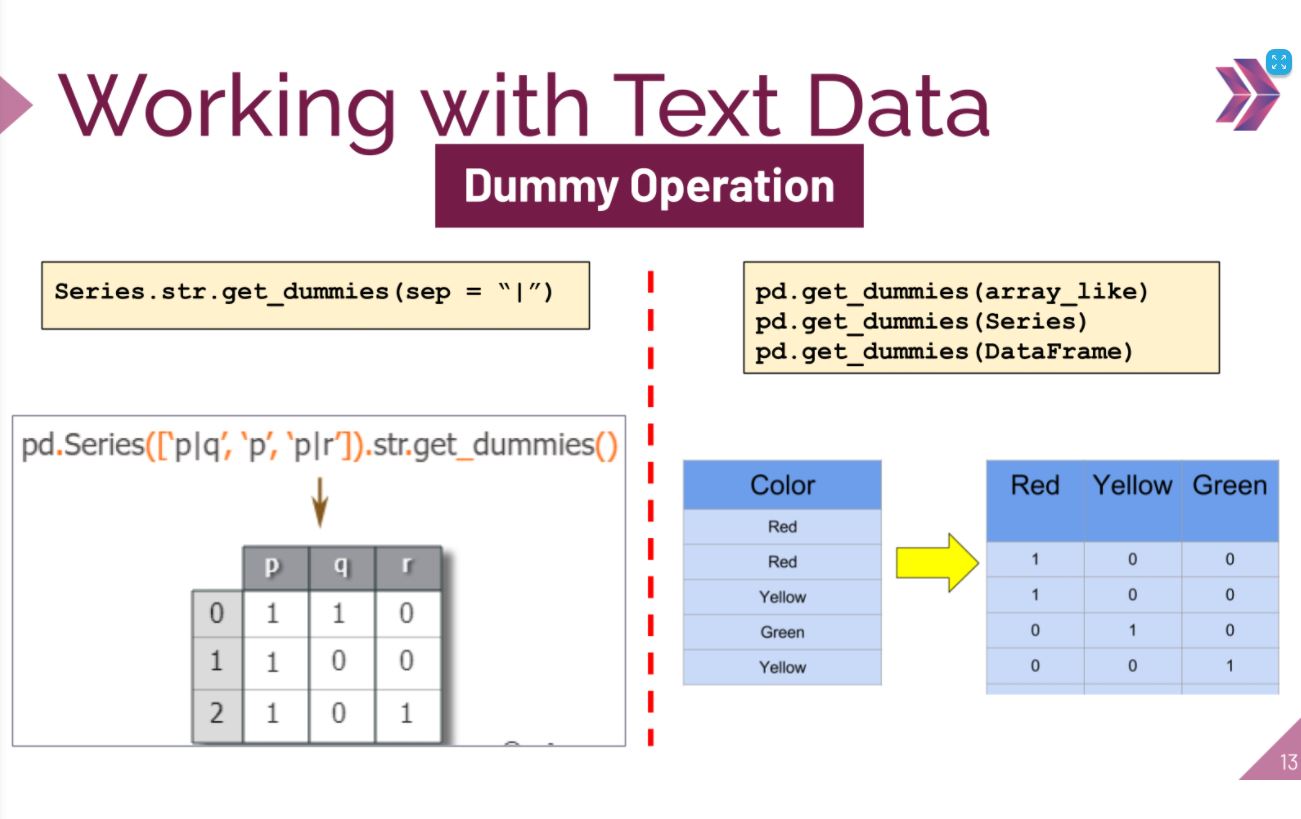 Working with Text Data
Dummy Operation
Series.str.get_dummies(sep = “|”)
pd.Series([‘p|q’, ‘p’, ‘p|r’]).str.get_dummies()
p q r
0 1 1 0
1 1 0 0
2 1 0 1
pd.get_dummies(array_like)
pd.get_dummies(Series)
pd.get_dummies(DataFrame)
Color
Red
Red
Yellow
Green
Yellow
Red Yellow Green
1 0 0
1 0 0
0 1 0
0 0 1
13